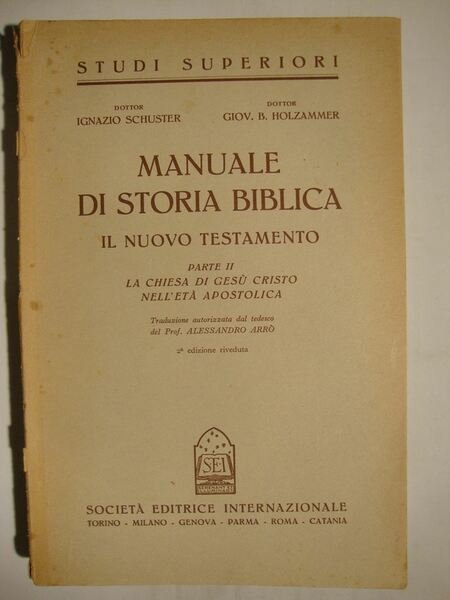 STUDI SUPERIORI
DOTTOR
IGNAZIO SCHUSTER
DOTTOR
GIOV. B. HOLZAMMER
MANUALE
DI STORIA BIBLICA
IL NUOVO TESTAMENTO
PARTE II
LA CHIESA DI GESÙ CRISTO
NELL'ETÀ APOSTOLICA
Traduzione autorizzata dal tedesco
del Prof. ALESSANDRO ARRÒ
2ª edizione riveduta
SEI
SOCIETÀ EDITRICE INTERNAZIONALE
TORINO - MILANO - GENOVA - PARMA - ROMA - CATANIA